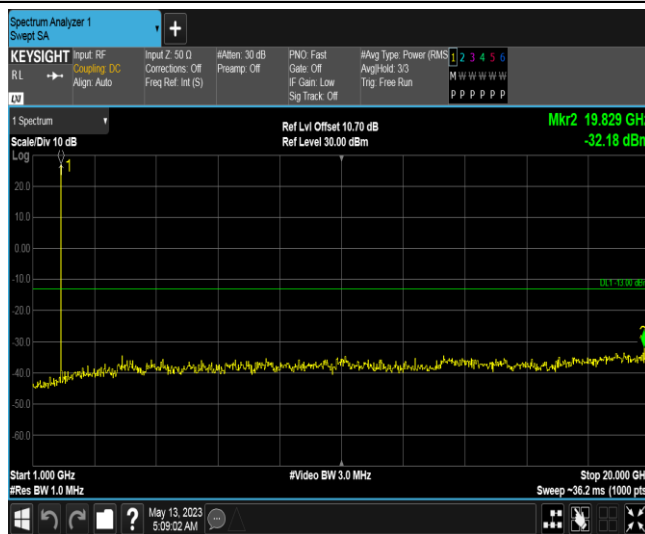 Spectrum Analyzer 1
Swept SA
+
KEYSIGHT Input: RF Input Z: 50 Ω #Atten: 30 dB PNO: Fast #Avg Type: Power (RMS 1 2 3 4 5 6
RL Coupling: DC Corrections: Off Preamp: Off Gate: Off Avg|Hold: 3/3 M W W W W W
Align: Auto Freq Ref: Int (S) IF Gain: Low Trig: Free Run
Sig Track: Off P P P P P P
LXI
1 Spectrum Ref Lvl Offset 10.70 dB Mkr2 19.829 GH
Scale/Div 10 dB Ref Level 30.00 dBm -32.18 dBm
Log
1
20.0
10.0
0.00
-10.0
DL1 -13.00 dBm
-20.0
-30.0
-40.0
-50.0
-60.0
Start 1.000 GHz #Video BW 3.0 MHz Stop 20.000 GH
#Res BW 1.0 MHz Sweep ~36.2 ms (1000 pts
? May 13, 2023
5:09:02 AM